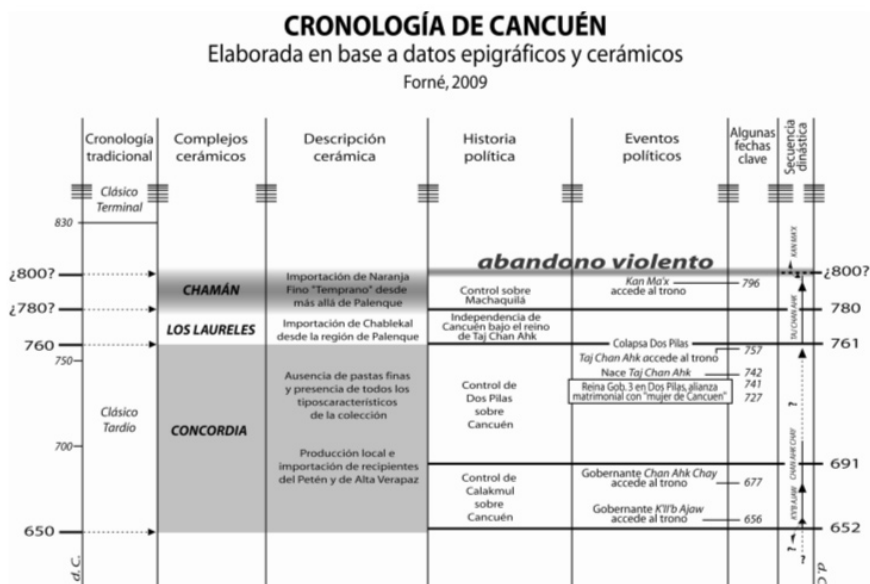 CRONOLOGÍA DE CANCUÉN
Elaborada en base a datos epigráficos y cerámicos
Forné, 2009
Cronología
tradicional
Complejos
cerámicos
Descripción
cerámica
Historia
política
Eventos
políticos
Algunas
fechas
clave
Secuencia
dinástica
Clásico
Terminal
830
¿800?
¿780?
760
750
Clásico
Tardío
700
650
d. C.
CHAMÁN
LOS LAURELES
CONCORDIA
Importación de Naranja
Fino "Temprano" desde
más allá de Palenque
Importación de Chablekal
desde la región de Palenque
Ausencia de pastas finas
y presencia de todos los
tiposcaracterísticos
de la colección
Producción local e
importación de recipientes
del Petén y de Alta Verapaz
abandono violento
Control sobre
Machaquilá
Independencia de
Cancuén bajo el reino
de Taj Chan Ahk
Control de
Dos Pilas
sobre
Cancuén
Control de
Calakmul
sobre
Cancuén
Kan Ma'x
accede al trono
796
Colapsa Dos Pilas
757
Taj Chan Ahk accede al trono
Nace Taj Chan Ahk
742
Reina Gob. 3 en Dos Pilas, alianza
matrimonial con "mujer de Cancuen"
741
727
Gobernante Chan Ahk Chay
accede al trono
677
Gobernante K'II'b Ajaw
accede al trono
656
KAN MA'X
TAJ CHAN AHK
?
CHAN AHK CHAY
K'II'B AJAW
?
?
¿800?
780
761
691
652
d. C.